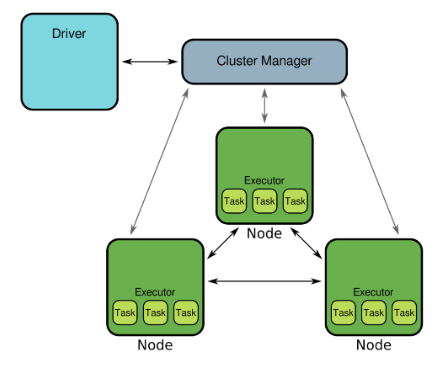 Driver
Cluster Manager
Executor
Task Task Task
Node
Executor
Task Task Task
Node
Executor
Task Task Task
Node